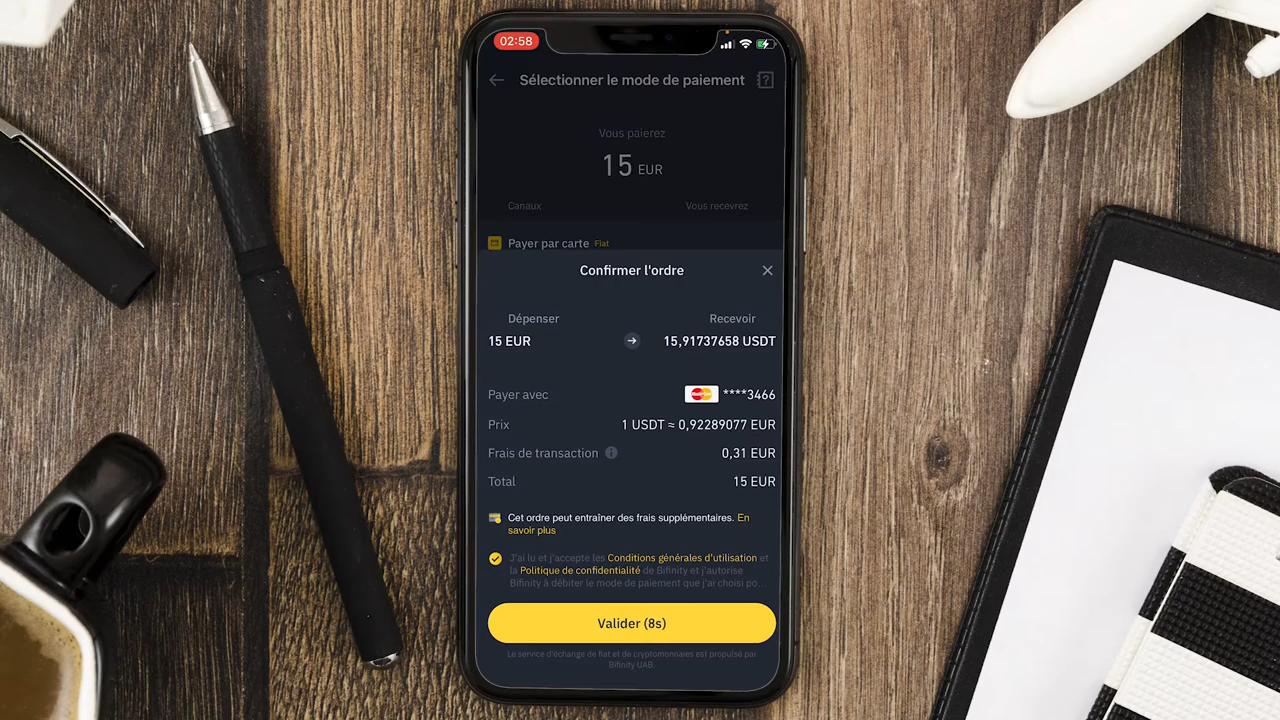 02:58
Sélectionner le mode de paiement
Vous paierez
15 EUR
Canaux Vous recevrez
Payer par carte Fiat
Confirmer l'ordre
Dépenser Recevoir
15 EUR 15,91737658 USDT
Payer avec ****3466
Prix 1 USDT ≈ 0,92289077 EUR
Frais de transaction 0,31 EUR
Total 15 EUR
Cet ordre peut entraîner des frais supplémentaires. En
savoir plus
J'ai lu et j'accepte les Conditions générales d'utilisation et
la Politique de confidentialité de Bifinity et j'autorise
Bifinity à débiter le mode de paiement que j'ai choisi po...
Valider (8s)
Le service d'échange de fiat et de cryptomonnaies est propulsé par
Bifinity UAB.